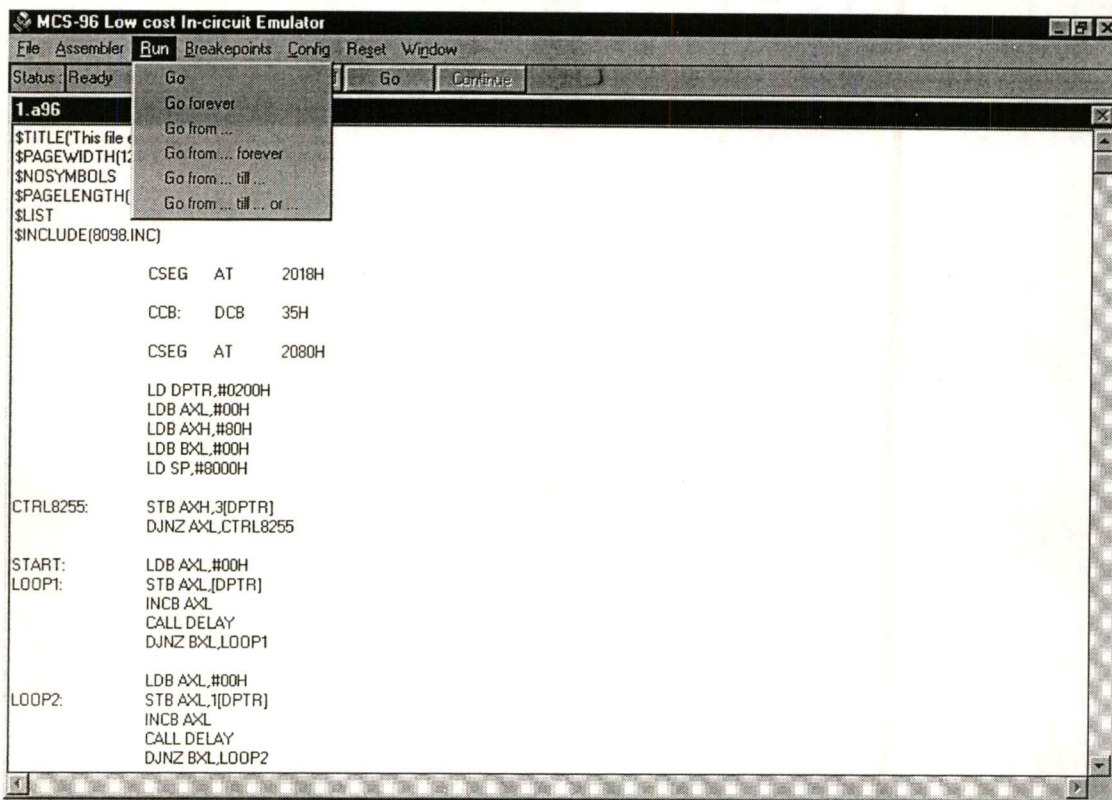 MCS-96 Low cost In-circuit Emulator
File Assembler Run Breakepoints Config Reget Window
Status : Ready Go Continue
Go
Go forever
Go from ...
Go from ... forever
Go from ... till ...
Go from ... till ... or ...
1.a96
$TITLE('This file
$PAGEWIDTH(12
$NOSYMBOLS
$PAGELENGTH(
$LIST
$INCLUDE(8098.INC)
CSEG AT 2018H
CCB: DCB 35H
CSEG AT 2080H
LD DPTR,#0200H
LDB AXL,#00H
LDB AXH,#80H
LDB BXL,#00H
LD SP,#8000H
CTRL8255: STB AXH,3[DPTR]
DJNZ AXL,CTRL8255
START: LDB AXL,#00H
LOOP1: STB AXL,[DPTR]
INCB AXL
CALL DELAY
DJNZ BXL,LOOP1
LDB AXL,#00H
LOOP2: STB AXL,1[DPTR]
INCB AXL
CALL DELAY
DJNZ BXL,LOOP2